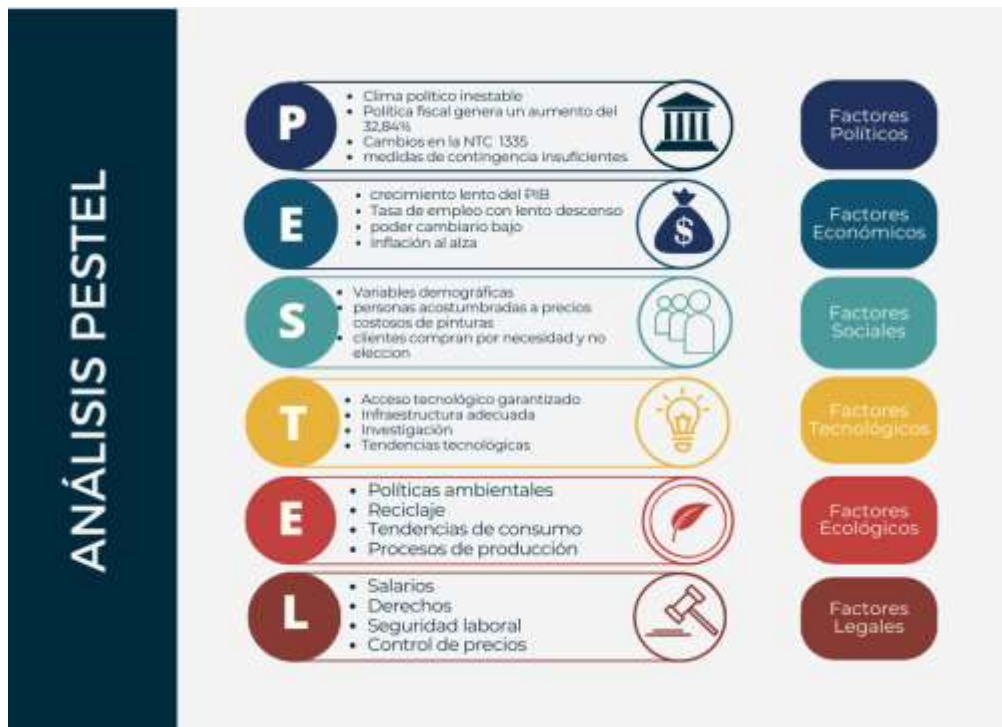 ANÁLISIS PESTEL
P
• Clima político inestable
• Política fiscal genera un aumento del
32,84%
• Cambios en la NTC 1335
• medidas de contingencia insuficientes
Factores
Políticos
E
• crecimiento lento del PIB
• Tasa de empleo con lento descenso
• poder cambiario bajo
• inflación al alza
$
Factores
Económicos
S
• Variables demográficas
• personas acostumbradas a precios
costosos de pinturas
• clientes compran por necesidad y no
eleccion
Factores
Sociales
T
• Acceso tecnológico garantizado
• Infraestructura adecuada
• Investigación
• Tendencias tecnológicas
Factores
Tecnológicos
E
• Políticas ambientales
• Reciclaje
• Tendencias de consumo
• Procesos de producción
Factores
Ecológicos
L
• Salarios
• Derechos
• Seguridad laboral
• Control de precios
Factores
Legales